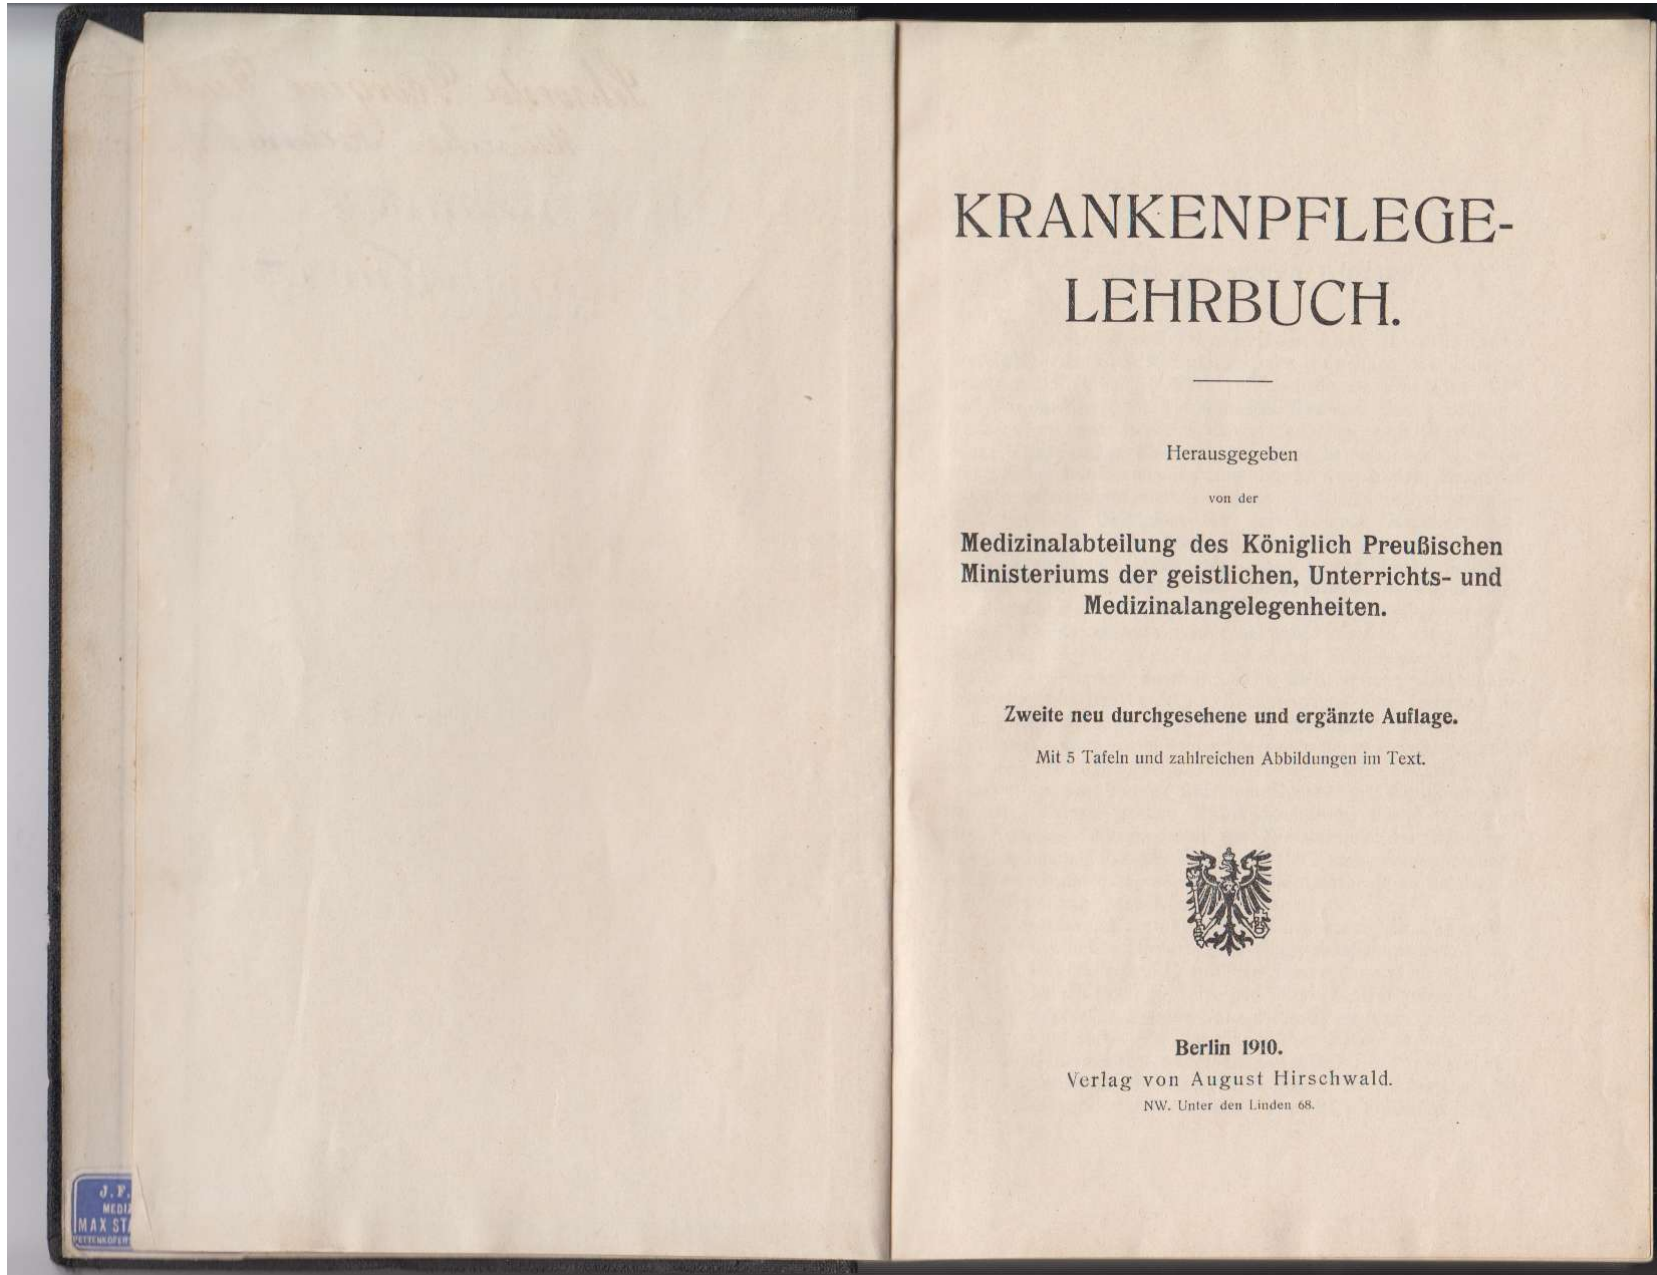 J. F.
MAX
KRANKENPFLEGE-
LEHRBUCH.
Herausgegeben
von der
Medizinalabteilung des Königlich Preußischen
Ministeriums der geistlichen, Unterrichts- und
Medizinalangelegenheiten.
Zweite neu durchgesehene und ergänzte Auflage.
Mit 5 Tafeln und zahlreichen Abbildungen im Text.
Berlin 1910.
Verlag von August Hirschwald.
NW. Unter den Linden 68.